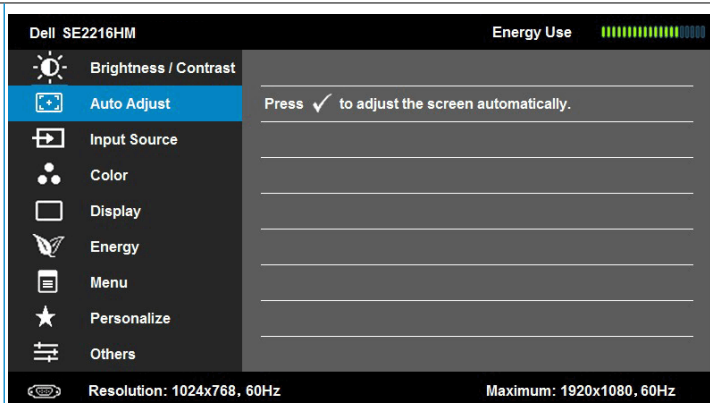 Dell SE2216HM Energy Use
Brightness / Contrast
Auto Adjust Press ✓ to adjust the screen automatically.
Input Source
Color
Display
Energy
Menu
Personalize
Others
Resolution: 1024x768, 60Hz Maximum: 1920x1080, 60Hz